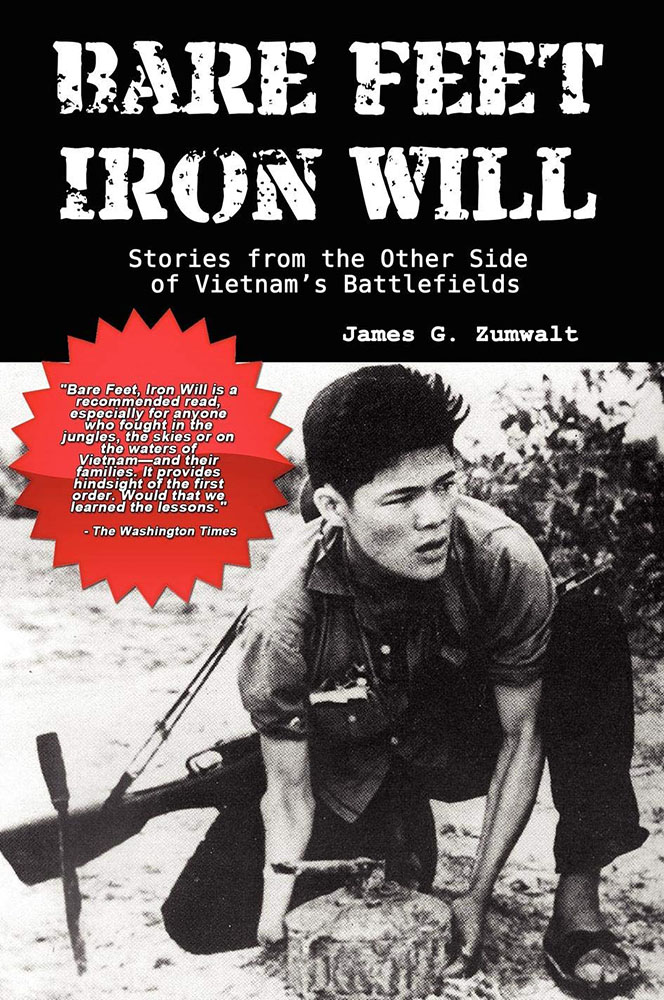 BARE FEET
IRON WILL
Stories from the Other Side
of Vietnam's Battlefields
James G. Zumwalt
"Bare Feet, Iron Will is a
recommended read,
especially for anyone
who fought in the
jungles, the skies or on
the waters of
Vietnam—and their
families. It provides
hindsight of the first
order. Would that we
learned the lessons."
- The Washington Times